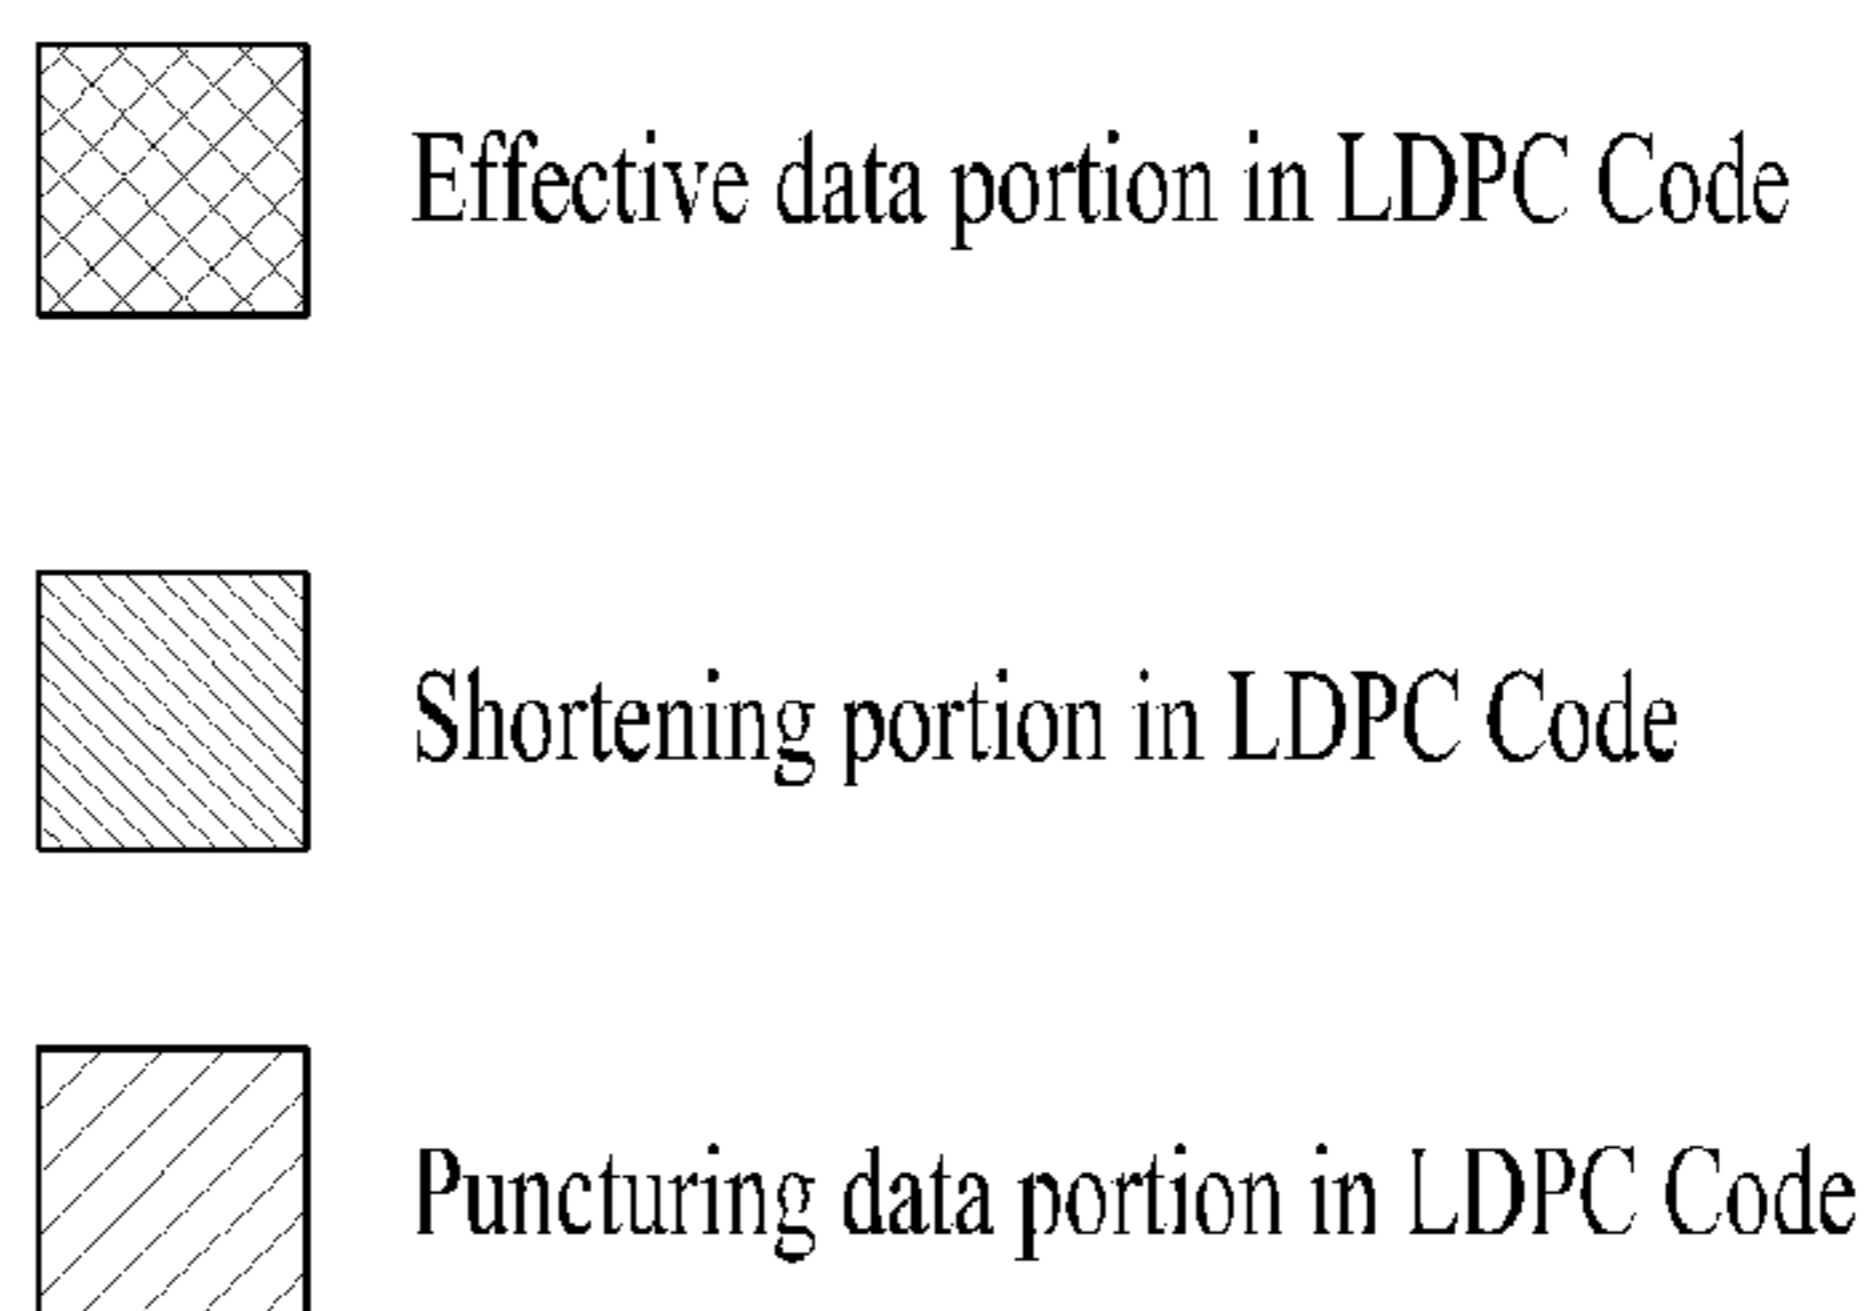 Effective data portion in LDPC Code
Shortening portion in LDPC Code
Puncturing data portion in LDPC Code